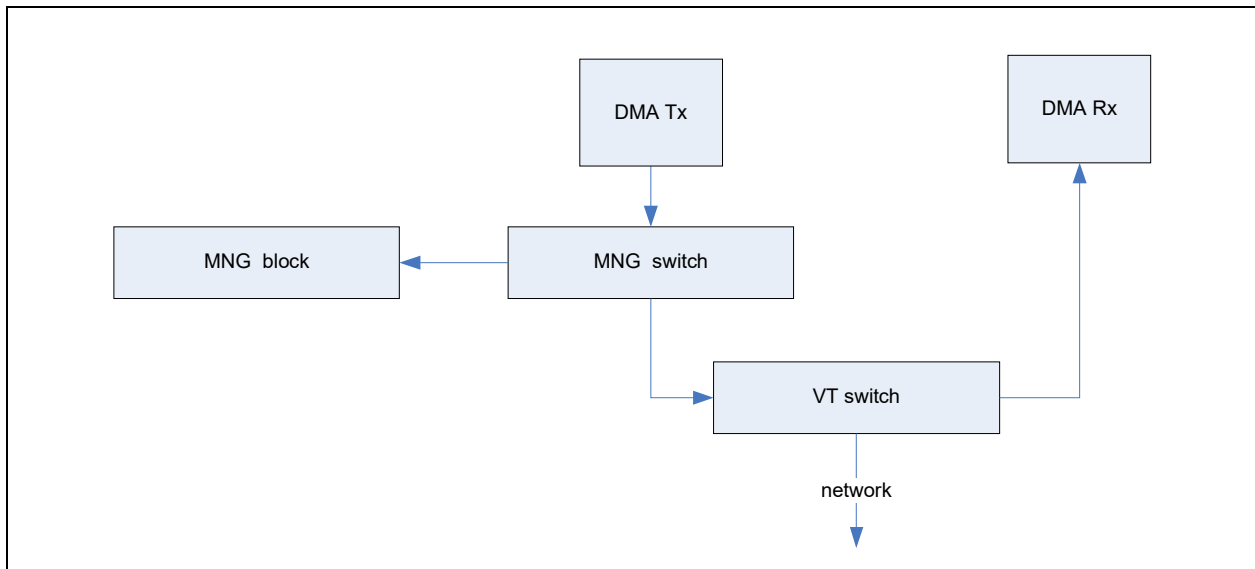 DMA Tx
DMA Rx
MNG block
MNG switch
VT switch
network